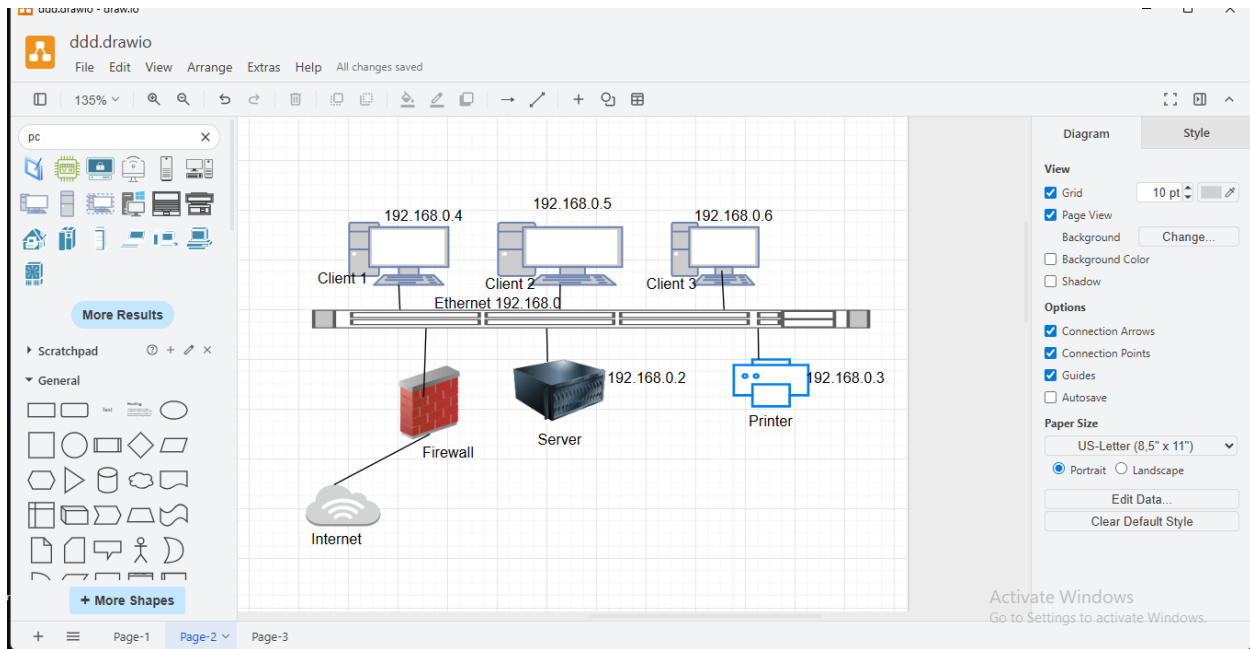 ddd.drawio - draw.io
ddd.drawio
File Edit View Arrange Extras Help All changes saved
135%
pc
More Results
Scratchpad
General
Text
Heading
+ More Shapes
192.168.0.4
192.168.0.5
192.168.0.6
Client 1
Client 2
Client 3
Ethernet 192.168.0
192.168.0.2
192.168.0.3
Firewall
Server
Printer
Internet
Diagram Style
View
Grid 10 pt
Page View
Background Change...
Background Color
Shadow
Options
Connection Arrows
Connection Points
Guides
Autosave
Paper Size
US-Letter (8,5" x 11")
Portrait Landscape
Edit Data...
Clear Default Style
Activate Windows
Go to Settings to activate Windows.
Page-1 Page-2 Page-3